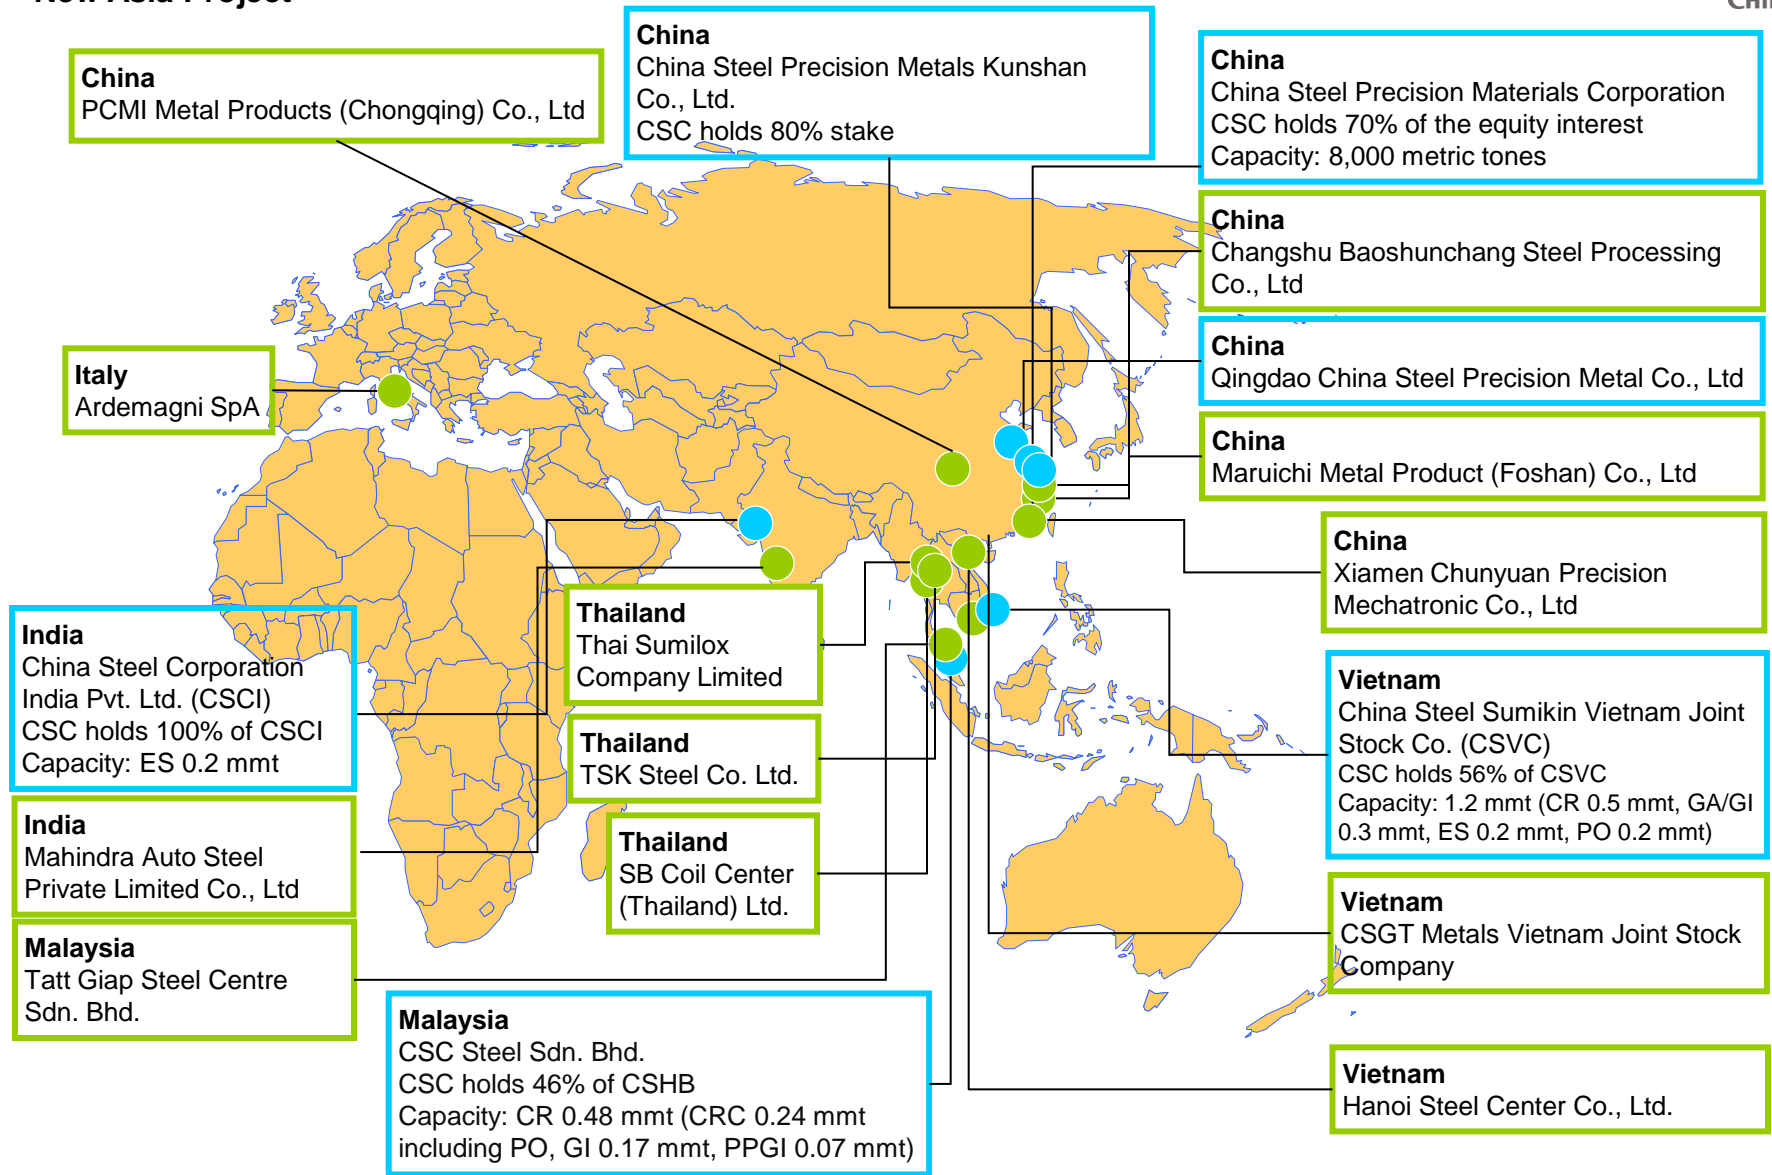 New Asia Project
China
PCMI Metal Products (Chongqing) Co., Ltd
China
China Steel Precision Metals Kunshan
Co., Ltd.
CSC holds 80% stake
China
China Steel Precision Materials Corporation
CSC holds 70% of the equity interest
Capacity: 8,000 metric tones
China
Changshu Baoshunchang Steel Processing
Co., Ltd
China
Qingdao China Steel Precision Metal Co., Ltd
China
Maruichi Metal Product (Foshan) Co., Ltd
China
Xiamen Chunyuan Precision
Mechatronic Co., Ltd
Italy
Ardemagni SpA
India
China Steel Corporation
India Pvt. Ltd. (CSCI)
CSC holds 100% of CSCI
Capacity: ES 0.2 mmt
India
Mahindra Auto Steel
Private Limited Co., Ltd
Malaysia
Tatt Giap Steel Centre
Sdn. Bhd.
Thailand
Thai Sumilox
Company Limited
Thailand
TSK Steel Co. Ltd.
Thailand
SB Coil Center
(Thailand) Ltd.
Malaysia
CSC Steel Sdn. Bhd.
CSC holds 46% of CSHB
Capacity: CR 0.48 mmt (CRC 0.24 mmt
including PO, GI 0.17 mmt, PPGI 0.07 mmt)
Vietnam
China Steel Sumikin Vietnam Joint
Stock Co. (CSVC)
CSC holds 56% of CSVC
Capacity: 1.2 mmt (CR 0.5 mmt, GA/GI
0.3 mmt, ES 0.2 mmt, PO 0.2 mmt)
Vietnam
CSGT Metals Vietnam Joint Stock
Company
Vietnam
Hanoi Steel Center Co., Ltd.